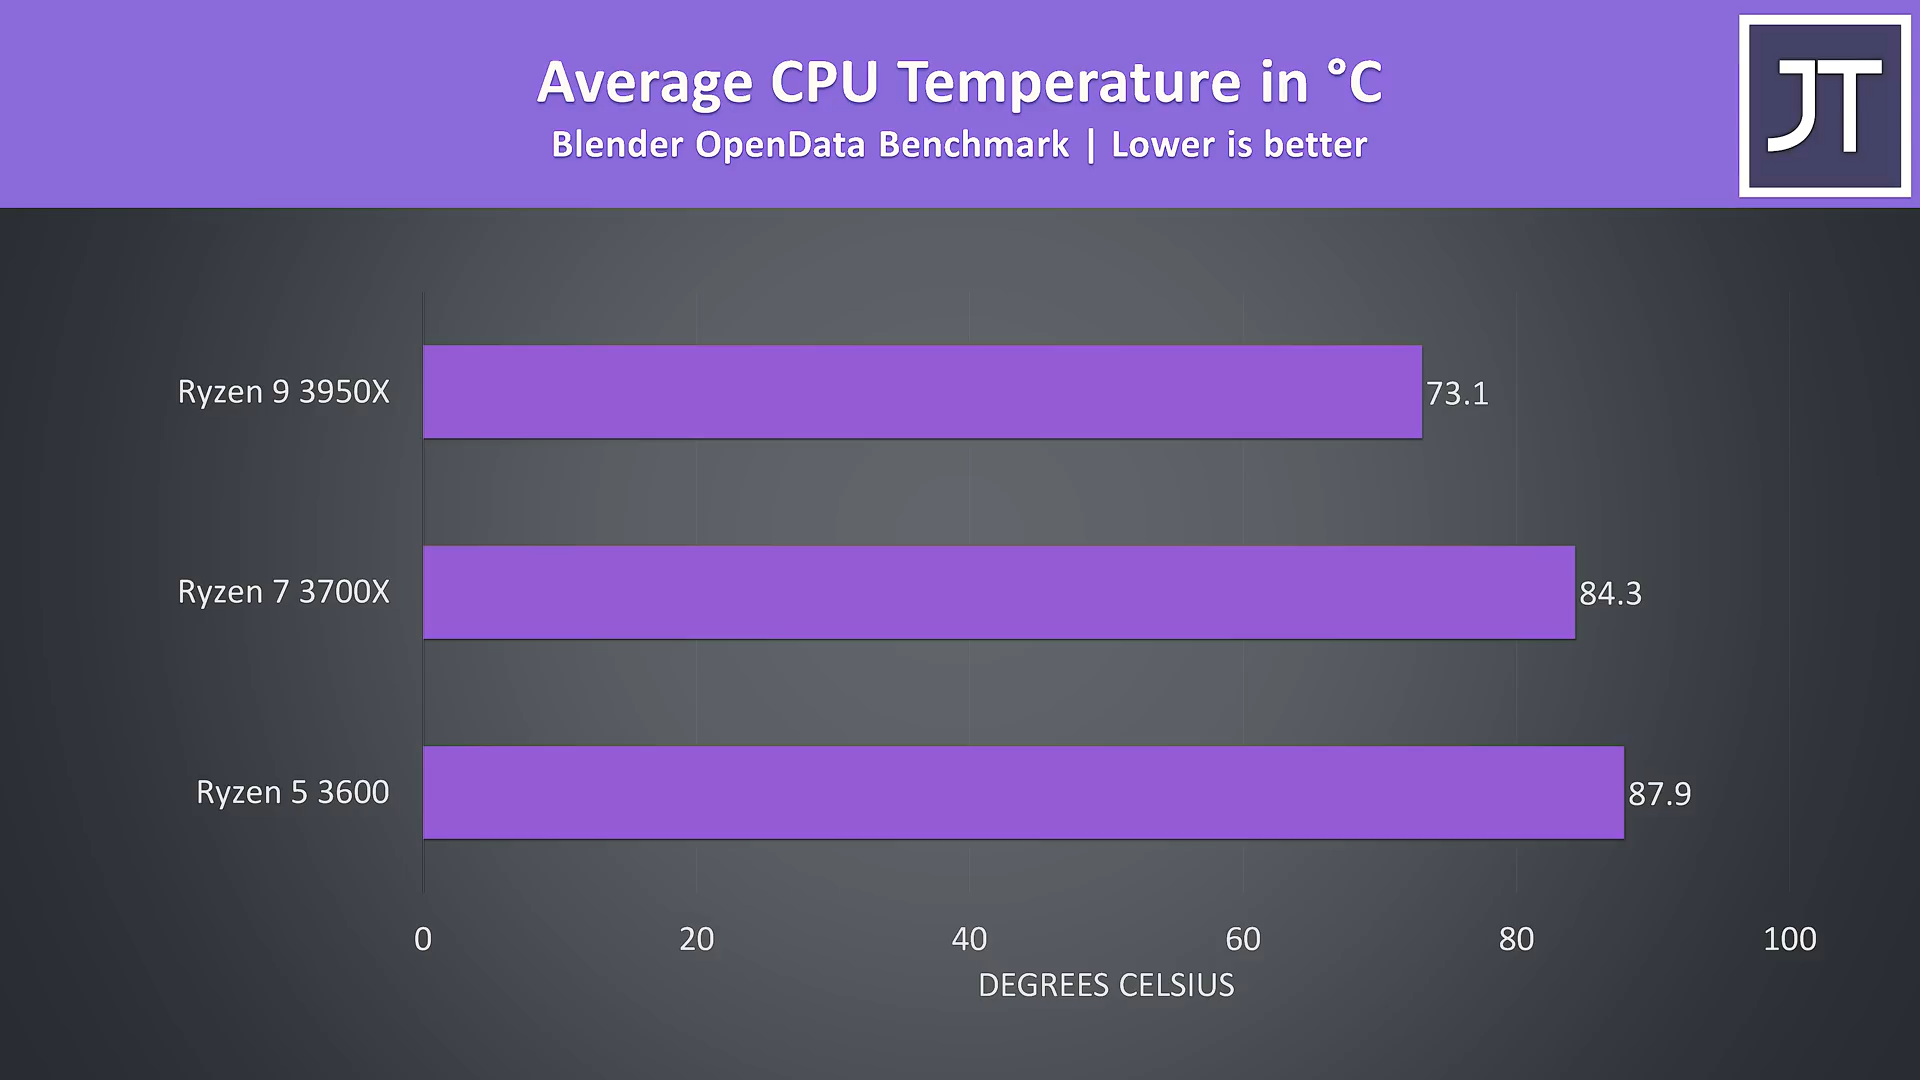 Average CPU Temperature in °C
Blender OpenData Benchmark | Lower is better
JT
Ryzen 9 3950X 73.1
Ryzen 7 3700X 84.3
Ryzen 5 3600 87.9
0 20 40 60 80 100
DEGREES CELSIUS